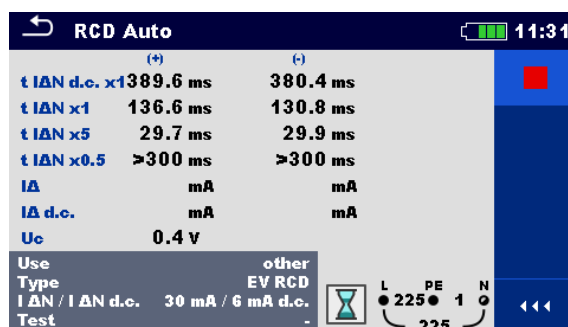 RCD Auto 11:31
(+) (-)
t IΔN d.c. x1 389.6 ms 380.4 ms
t IΔN x1 136.6 ms 130.8 ms
t IΔN x5 29.7 ms 29.9 ms
t IΔN x0.5 >300 ms >300 ms
IΔ mA mA
IΔ d.c. mA mA
Uc 0.4 V
Use other
Type EV RCD
I ΔN / I ΔN d.c. 30 mA / 6 mA d.c.
Test -
L PE N
225 1
225